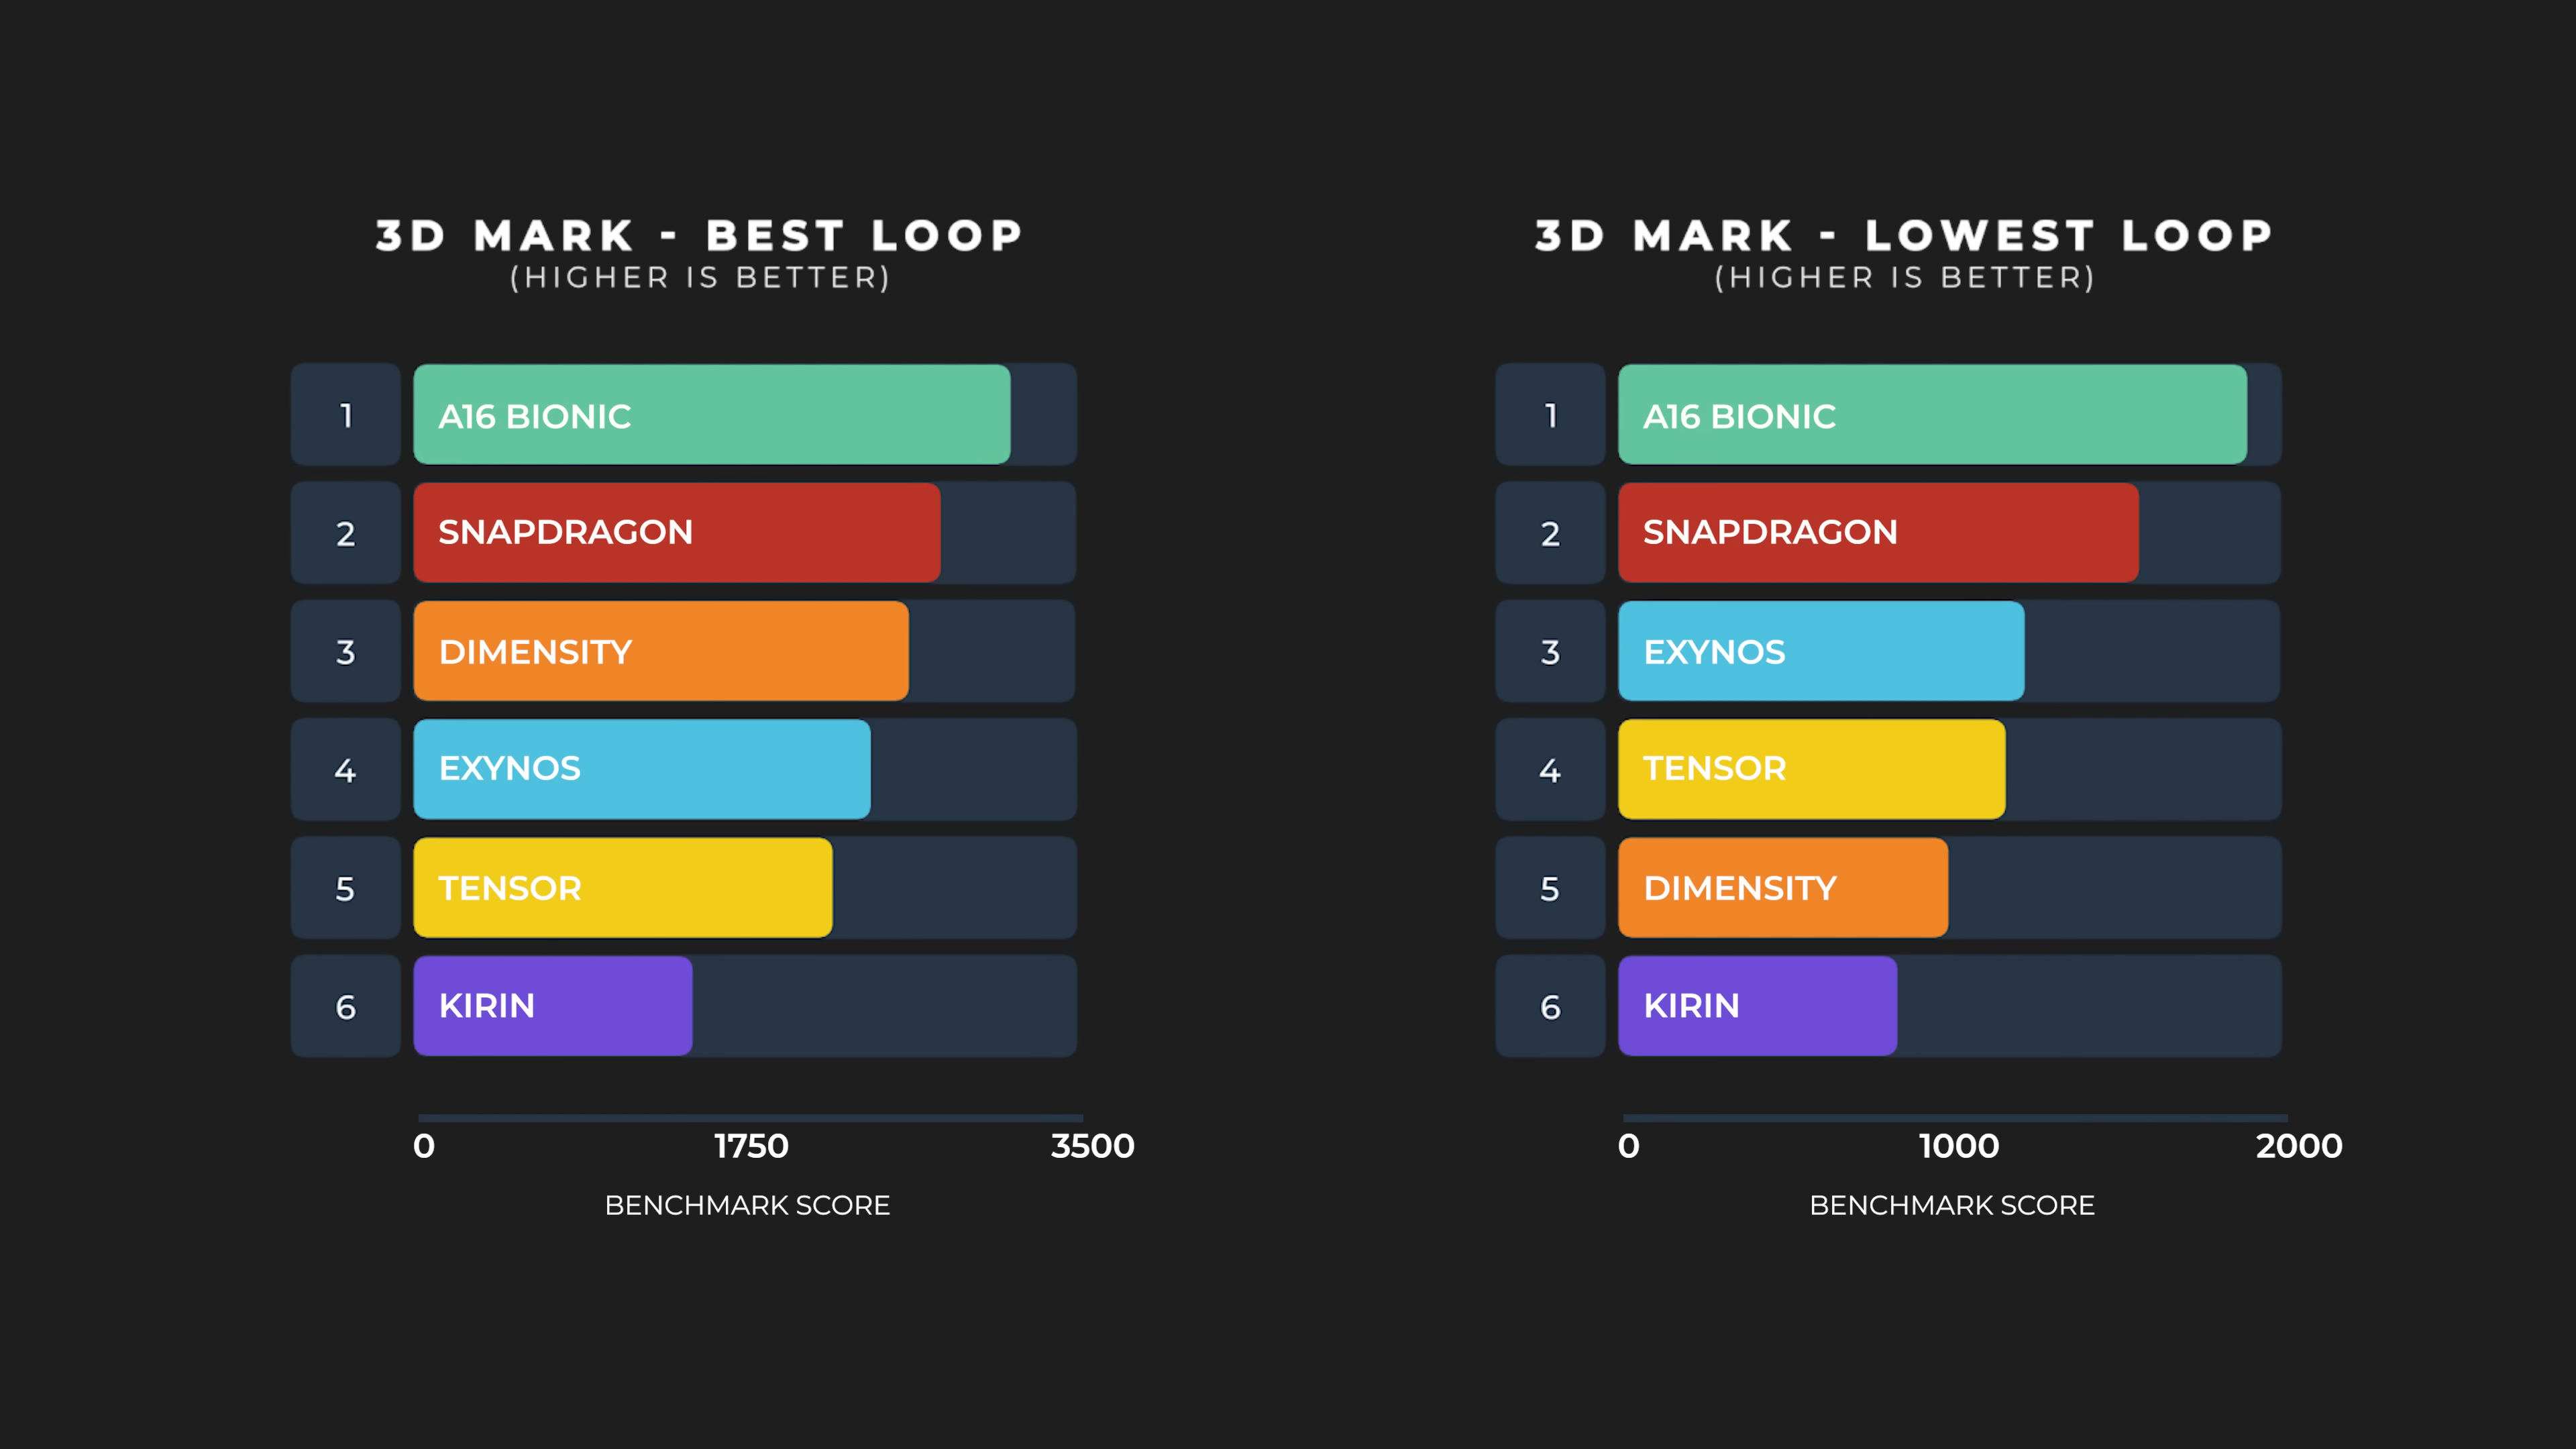 3D MARK - BEST LOOP
(HIGHER IS BETTER)
1
A16 BIONIC
2
SNAPDRAGON
3
DIMENSITY
4
EXYNOS
5
TENSOR
6
KIRIN
0 1750 3500
BENCHMARK SCORE
3D MARK - LOWEST LOOP
(HIGHER IS BETTER)
1
A16 BIONIC
2
SNAPDRAGON
3
EXYNOS
4
TENSOR
5
DIMENSITY
6
KIRIN
0 1000 2000
BENCHMARK SCORE